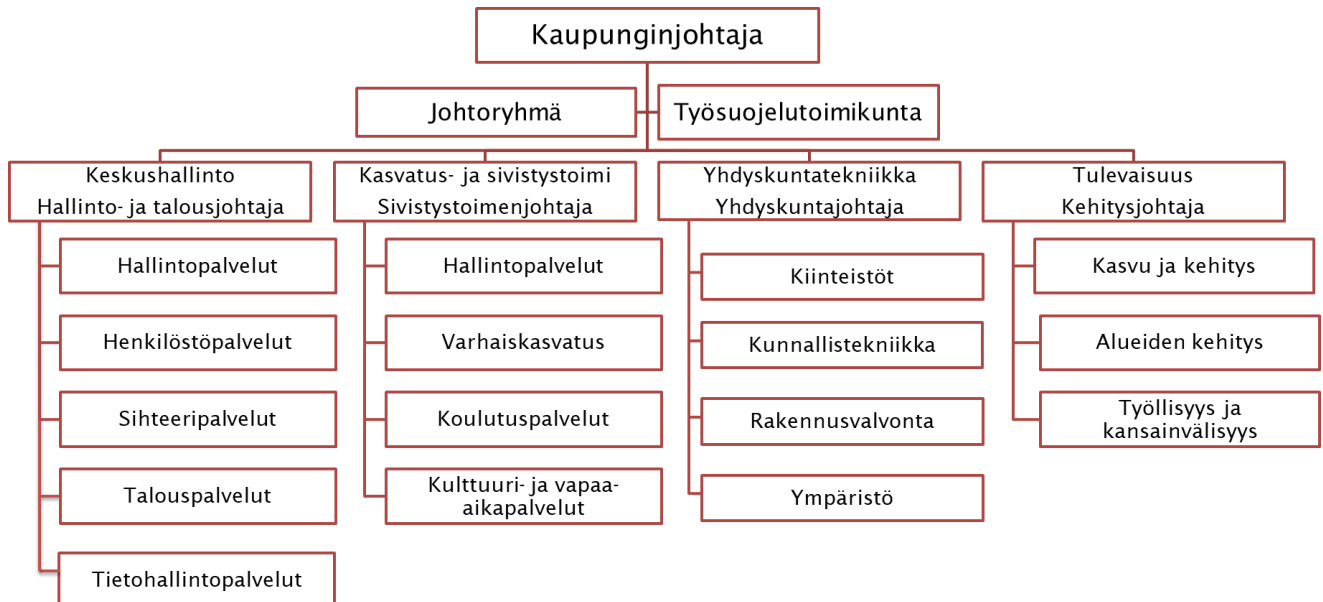 Kaupunginjohtaja
Johtoryhmä
Työsuojelutoimikunta
Keskushallinto
Hallinto- ja talousjohtaja
Hallintopalvelut
Henkilöstöpalvelut
Sihteeripalvelut
Talouspalvelut
Tietohallintopalvelut
Kasvatus- ja sivistystoimi
Sivistystoimenjohtaja
Hallintopalvelut
Varhaiskasvatus
Koulutuspalvelut
Kulttuuri- ja vapaa-
aikapalvelut
Yhdyskuntatekniikka
Yhdyskuntajohtaja
Kiinteistöt
Kunnallistekniikka
Rakennusvalvonta
Ympäristö
Tulevaisuus
Kehitysjohtaja
Kasvu ja kehitys
Alueiden kehitys
Työllisyys ja
kansainvälisyys